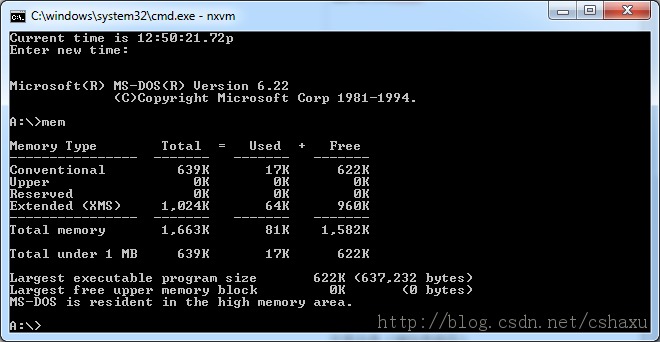 C:\windows\system32\cmd.exe - nxvm
Current time is 12:50:21.72p
Enter new time:
Microsoft(R) MS-DOS(R) Version 6.22
(C)Copyright Microsoft Corp 1981-1994.
A:\>mem
Memory Type Total = Used + Free
---------------- -------- -------- --------
Conventional 639K 17K 622K
Upper 0K 0K 0K
Reserved 0K 0K 0K
Extended (XMS) 1,024K 64K 960K
---------------- -------- -------- --------
Total memory 1,663K 81K 1,582K
Total under 1 MB 639K 17K 622K
Largest executable program size 622K (637,232 bytes)
Largest free upper memory block 0K (0 bytes)
MS-DOS is resident in the high memory area.
A:\>
http://blog.csdn.net/cshaxu